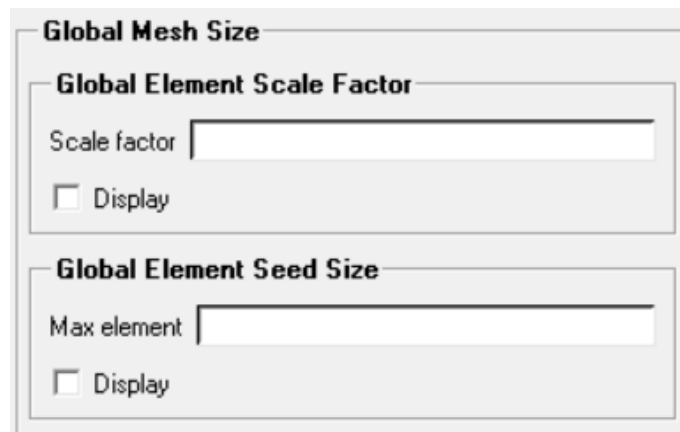 Global Mesh Size
Global Element Scale Factor
Scale factor
Display
Global Element Seed Size
Max element
Display